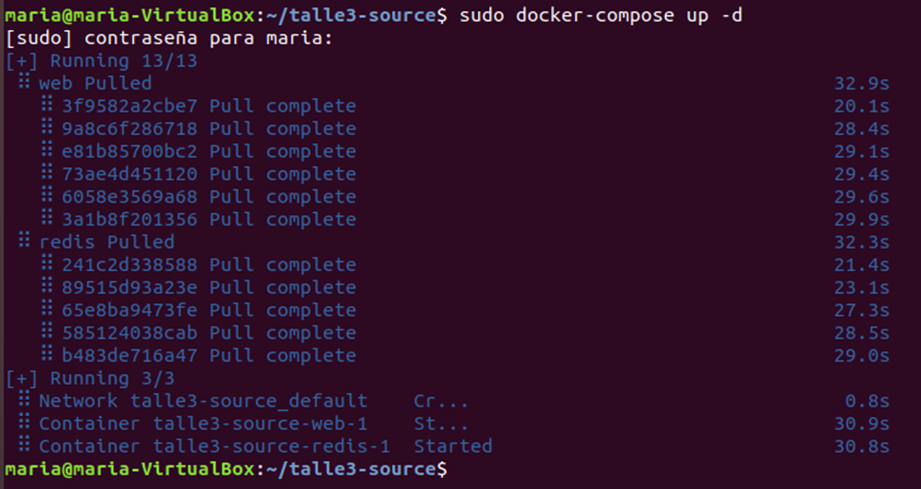 maria@maria-VirtualBox:~/talle3-source$ sudo docker-compose up -d
[sudo] contraseña para maria:
[+] Running 13/13
⠿ web Pulled 32.9s
⠿ 3f9582a2cbe7 Pull complete 20.1s
⠿ 9a8c6f286718 Pull complete 28.4s
⠿ e81b85700bc2 Pull complete 29.1s
⠿ 73ae4d451120 Pull complete 29.4s
⠿ 6058e3569a68 Pull complete 29.6s
⠿ 3a1b8f201356 Pull complete 29.9s
⠿ redis Pulled 32.3s
⠿ 241c2d338588 Pull complete 21.4s
⠿ 89515d93a23e Pull complete 23.1s
⠿ 65e8ba9473fe Pull complete 27.3s
⠿ 585124038cab Pull complete 28.5s
⠿ b483de716a47 Pull complete 29.0s
[+] Running 3/3
⠿ Network talle3-source_default Cr... 0.8s
⠿ Container talle3-source-web-1 St... 30.9s
⠿ Container talle3-source-redis-1 Started 30.8s
maria@maria-VirtualBox:~/talle3-source$